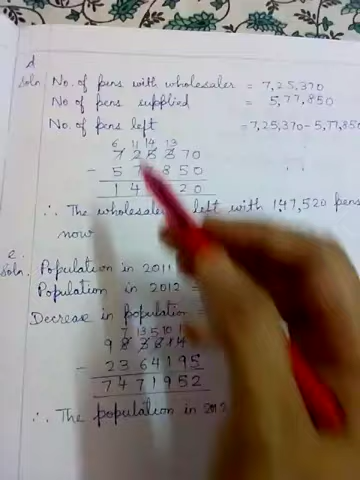 d
Soln. No. of pens with wholesaler = 7,25,370
No of pens supplied = 5,77,850
No of pens left = 7,25,370 - 5,77,850
6 11 14 13
7 2 5 3 7 0
- 5 7 8 5 0
1 4 2 0
∴ The wholesaler left with 147,520 pens
now
e.
Soln. Population in 2011
Population in 2012 =
Decrease in population =
7 13 5 10 1
9 8 14
- 2 3 6 4 1 9 5
7 4 7 1 9 5 2
∴ The population in 2012